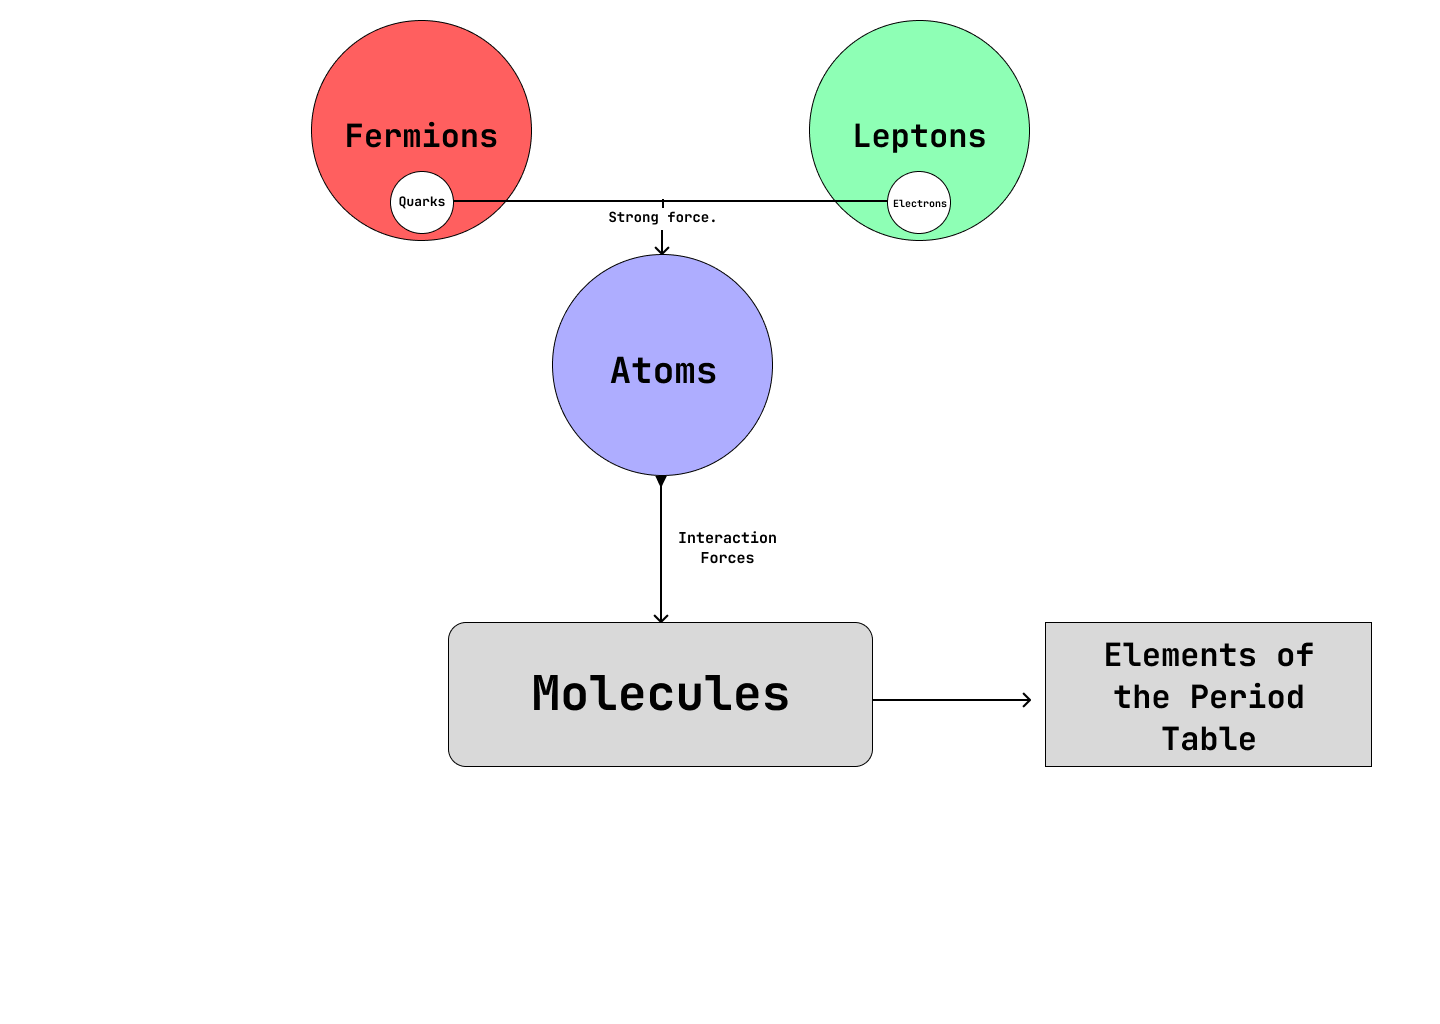 Fermions
Leptons
Quarks
Electrons
Strong force.
Atoms
Interaction
Forces
Molecules
Elements of
the Period
Table